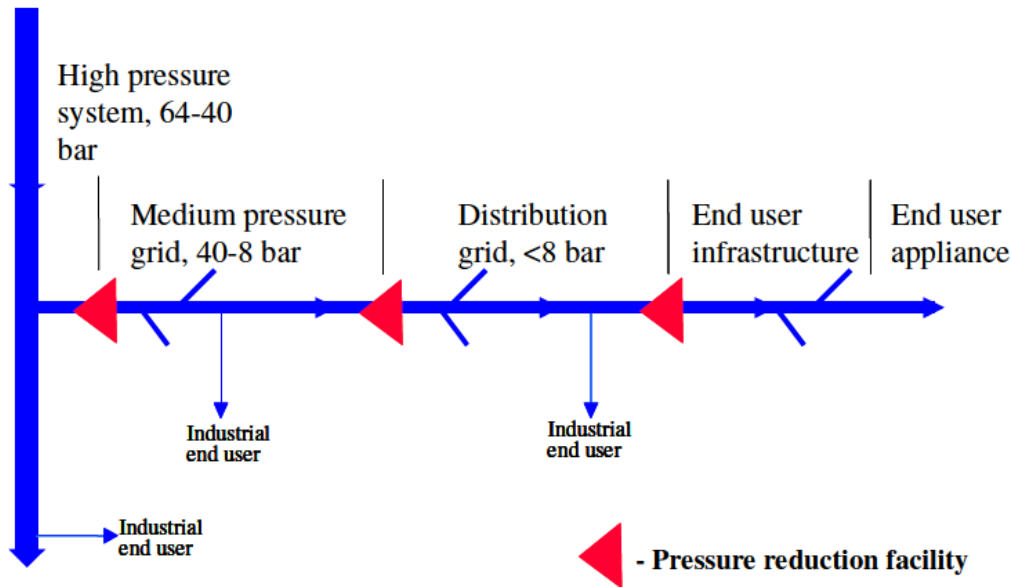 High pressure
system, 64-40
bar
Medium pressure
grid, 40-8 bar
Distribution
grid, <8 bar
End user
infrastructure
End user
appliance
Industrial
end user
Industrial
end user
Industrial
end user
- Pressure reduction facility